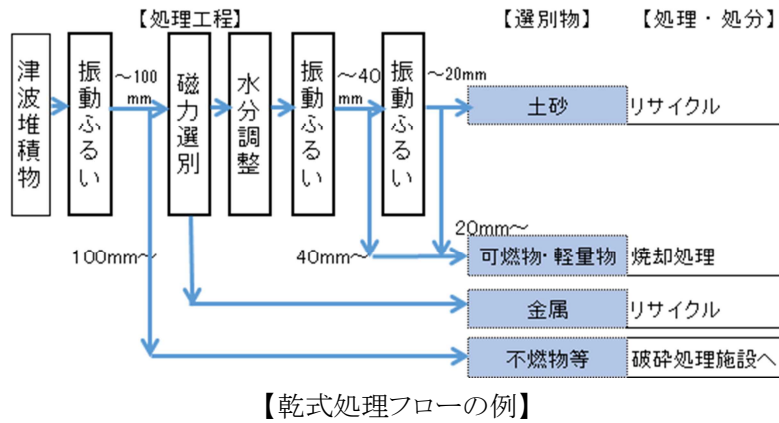 【処理工程】
【選別物】
【処理・処分】
津波堆積物
振動ふるい
～100mm
磁力選別
水分調整
振動ふるい
～40mm
振動ふるい
～20mm
土砂
リサイクル
100mm～
40mm～
20mm～
可燃物・軽量物
焼却処理
金属
リサイクル
不燃物等
破砕処理施設へ
【乾式処理フローの例】